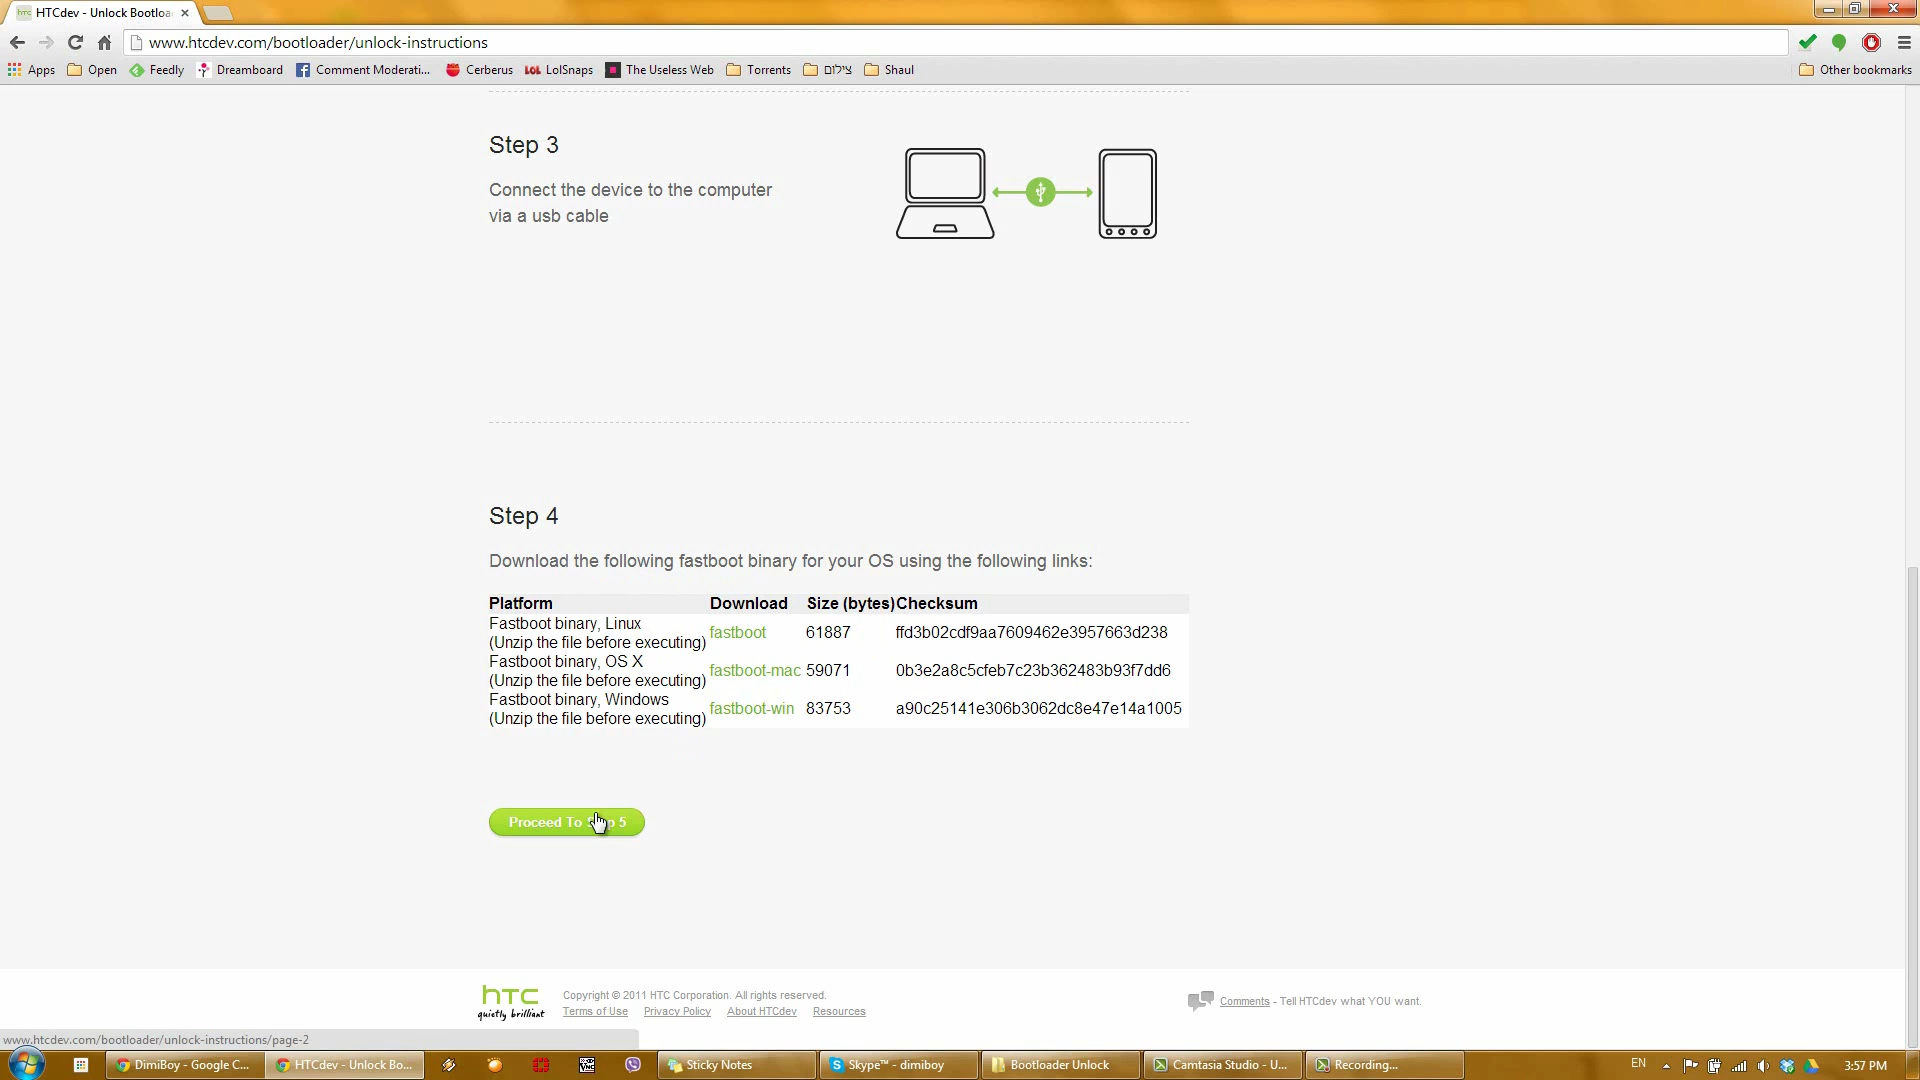 HTCdev - Unlock Bootloa
www.htcdev.com/bootloader/unlock-instructions
Apps
Open
Feedly
Dreamboard
Comment Moderati...
Cerberus
LOL LolSnaps
The Useless Web
Torrents
צילום
Shaul
Other bookmarks
Step 3
Connect the device to the computer
via a usb cable
Step 4
Download the following fastboot binary for your OS using the following links:
Platform Download Size (bytes) Checksum
Fastboot binary, Linux
(Unzip the file before executing) fastboot 61887 ffd3b02cdf9aa7609462e3957663d238
Fastboot binary, OS X
(Unzip the file before executing) fastboot-mac 59071 0b3e2a8c5cfeb7c23b362483b93f7dd6
Fastboot binary, Windows
(Unzip the file before executing) fastboot-win 83753 a90c25141e306b3062dc8e47e14a1005
Proceed To 5
htc
quietly brilliant
Copyright © 2011 HTC Corporation. All rights reserved.
Terms of Use Privacy Policy About HTCdev Resources
Comments - Tell HTCdev what YOU want.
www.htcdev.com/bootloader/unlock-instructions/page-2
DimiBoy - Google C...
HTCdev - Unlock Bo...
Sticky Notes
Skype™ - dimiboy
Bootloader Unlock
Camtasia Studio - U...
Recording...
EN
3:57 PM